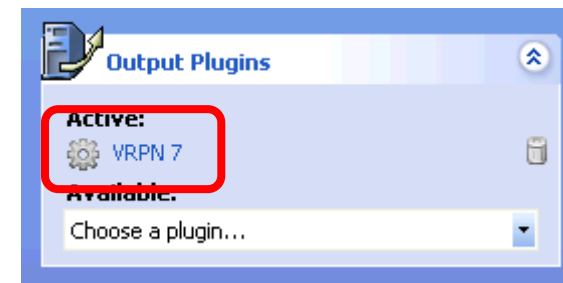 Output Plugins
Active:
VRPN 7
Available:
Choose a plugin...